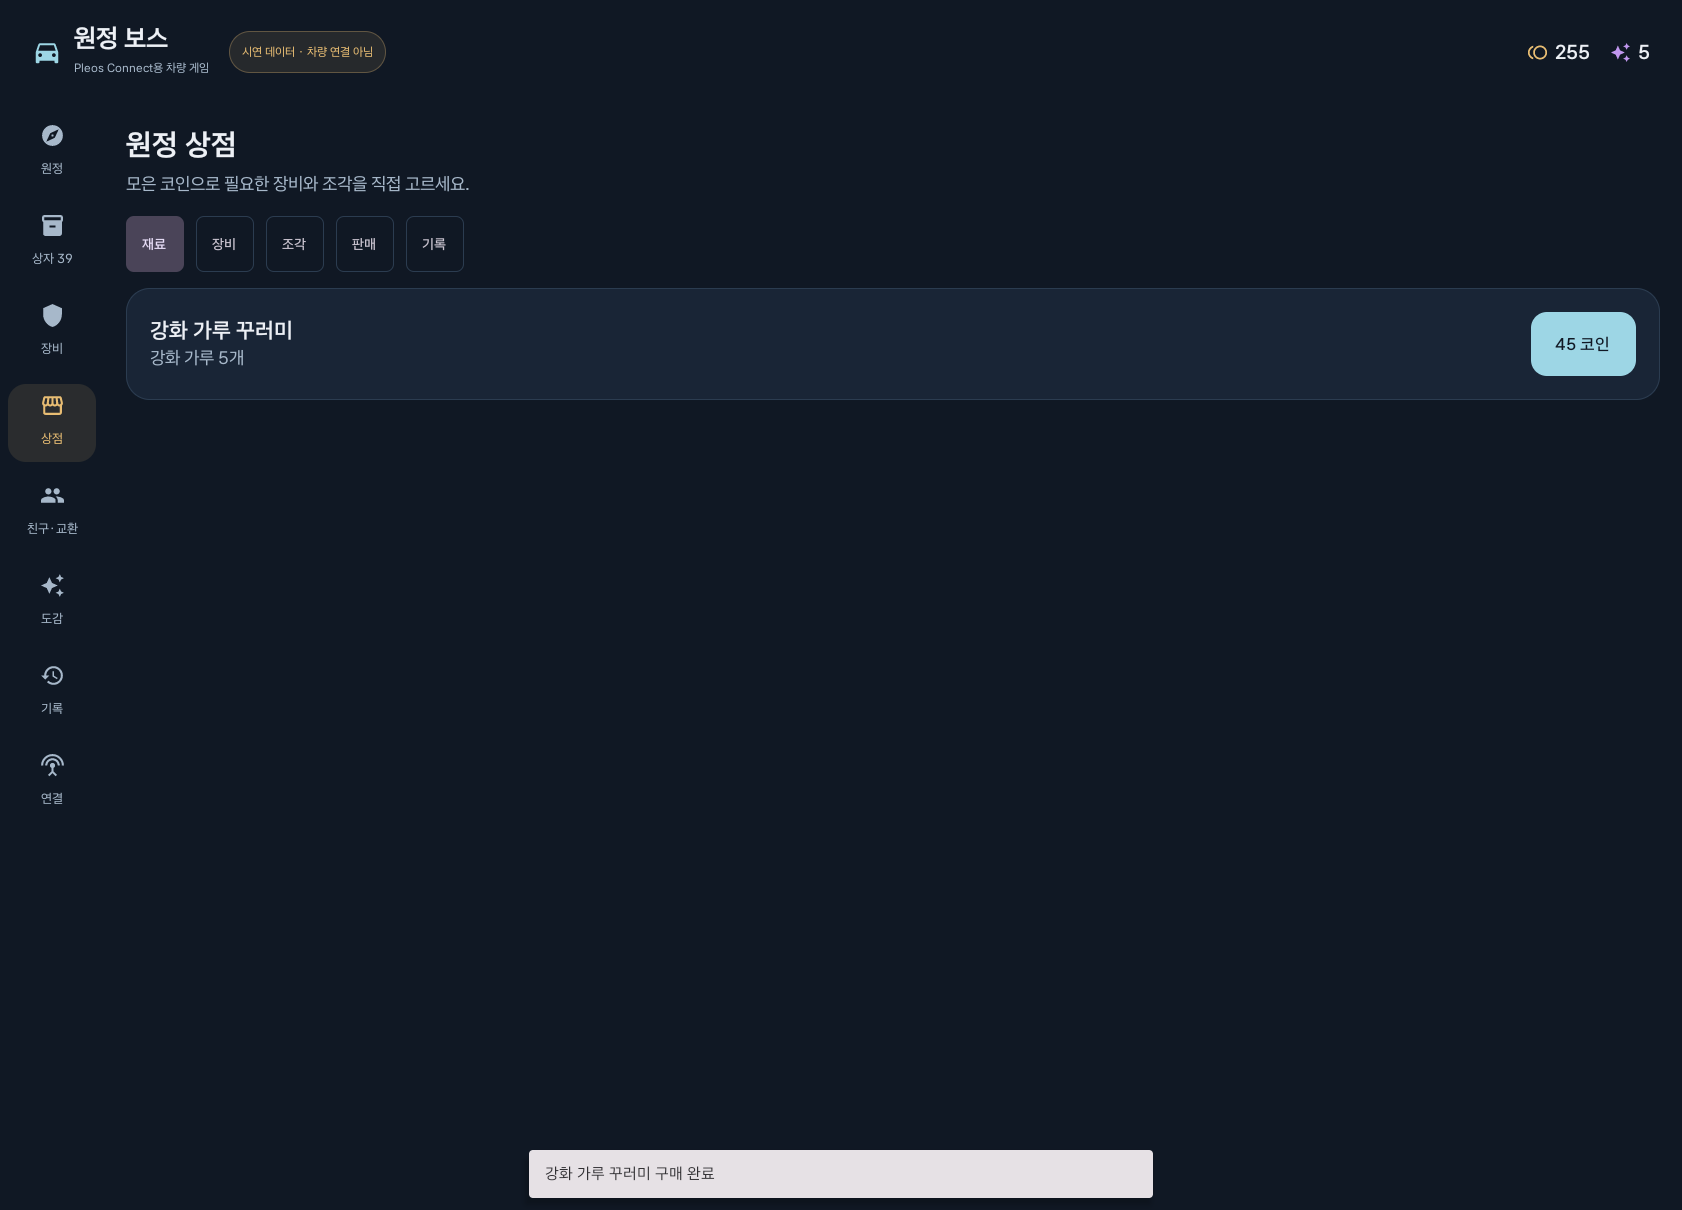 원정 보스
Pleos Connect용 차량 게임
시연 데이터 · 차량 연결 아님
255
5
원정
상자 39
장비
상점
친구·교환
도감
기록
연결
원정 상점
모은 코인으로 필요한 장비와 조각을 직접 고르세요.
재료
장비
조각
판매
기록
강화 가루 꾸러미
강화 가루 5개
45 코인
강화 가루 꾸러미 구매 완료